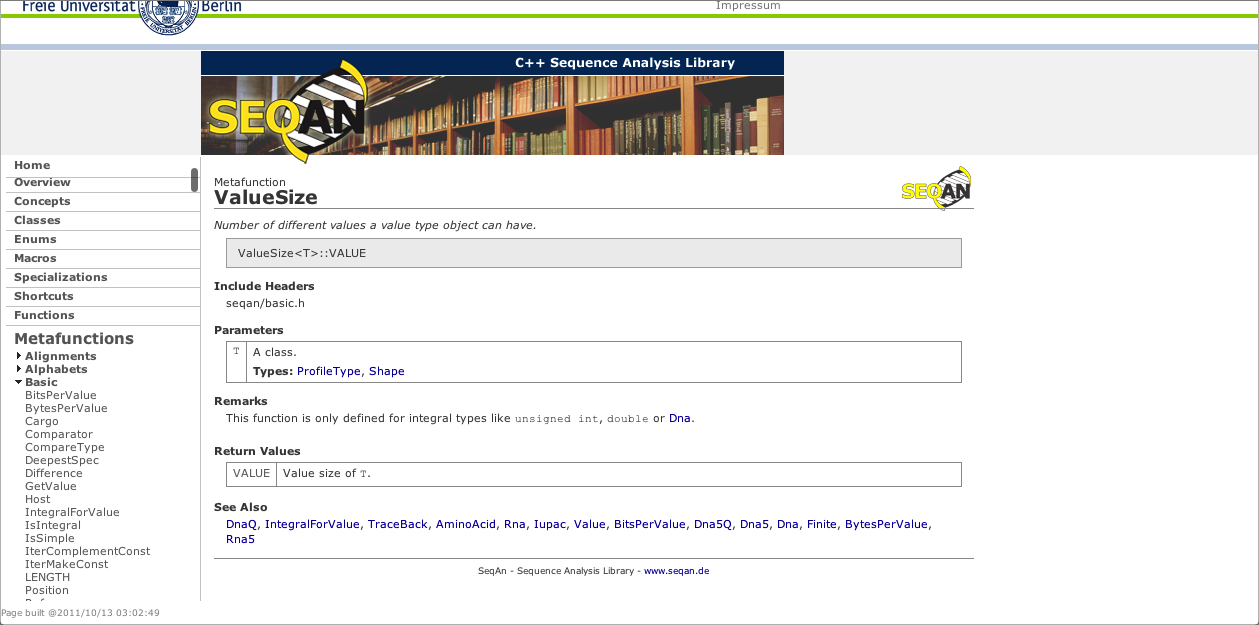 Freie Universität Berlin
Impressum
C++ Sequence Analysis Library
SEQAN
Home
Overview
Concepts
Classes
Enums
Macros
Specializations
Shortcuts
Functions
Metafunctions
Alignments
Alphabets
Basic
BitsPerValue
BytesPerValue
Cargo
Comparator
CompareType
DeepestSpec
Difference
GetValue
Host
IntegralForValue
IsIntegral
IsSimple
IterComplementConst
IterMakeConst
LENGTH
Position
Metafunction
ValueSize
SEQAN
Number of different values a value type object can have.
ValueSize<T>::VALUE
Include Headers
seqan/basic.h
Parameters
T A class.
Types: ProfileType, Shape
Remarks
This function is only defined for integral types like unsigned int, double or Dna.
Return Values
VALUE Value size of T.
See Also
DnaQ, IntegralForValue, TraceBack, AminoAcid, Rna, Iupac, Value, BitsPerValue, Dna5Q, Dna5, Dna, Finite, BytesPerValue,
Rna5
SeqAn - Sequence Analysis Library - www.seqan.de
Page built @2011/10/13 03:02:49